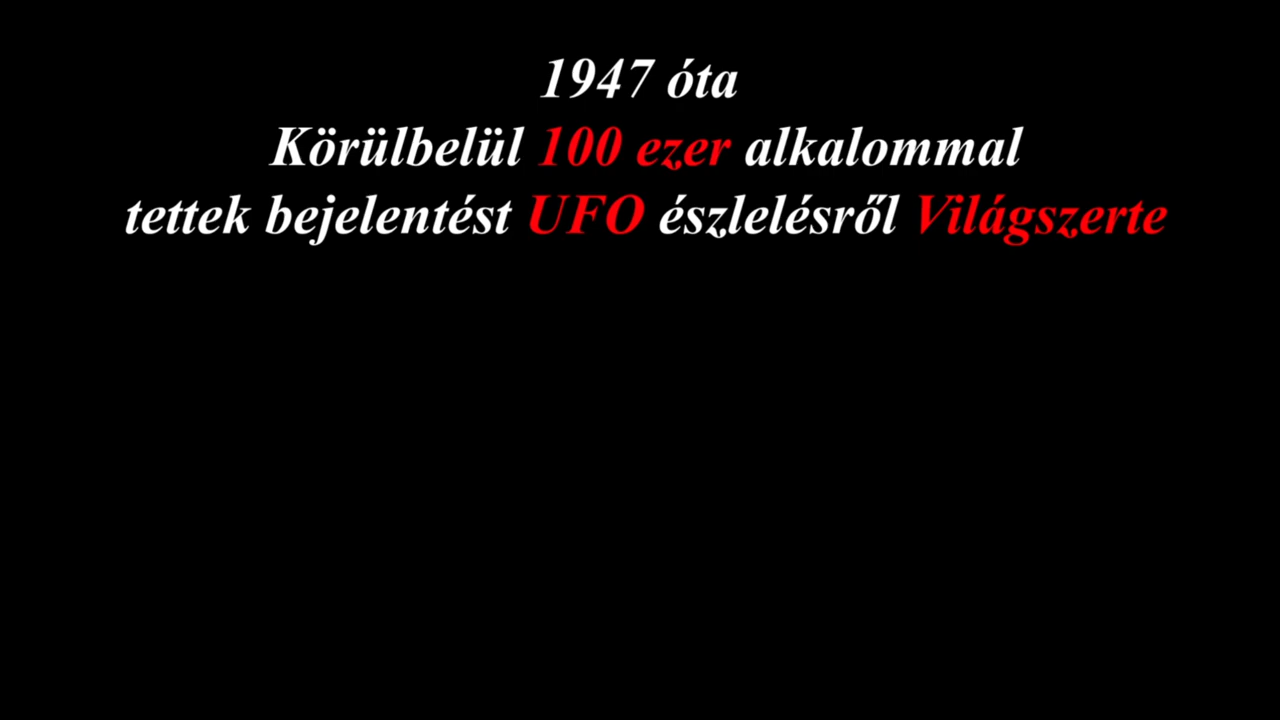 1947 óta
Körülbelül 100 ezer alkalommal
tettek bejelentést UFO észlelésről Világszerte